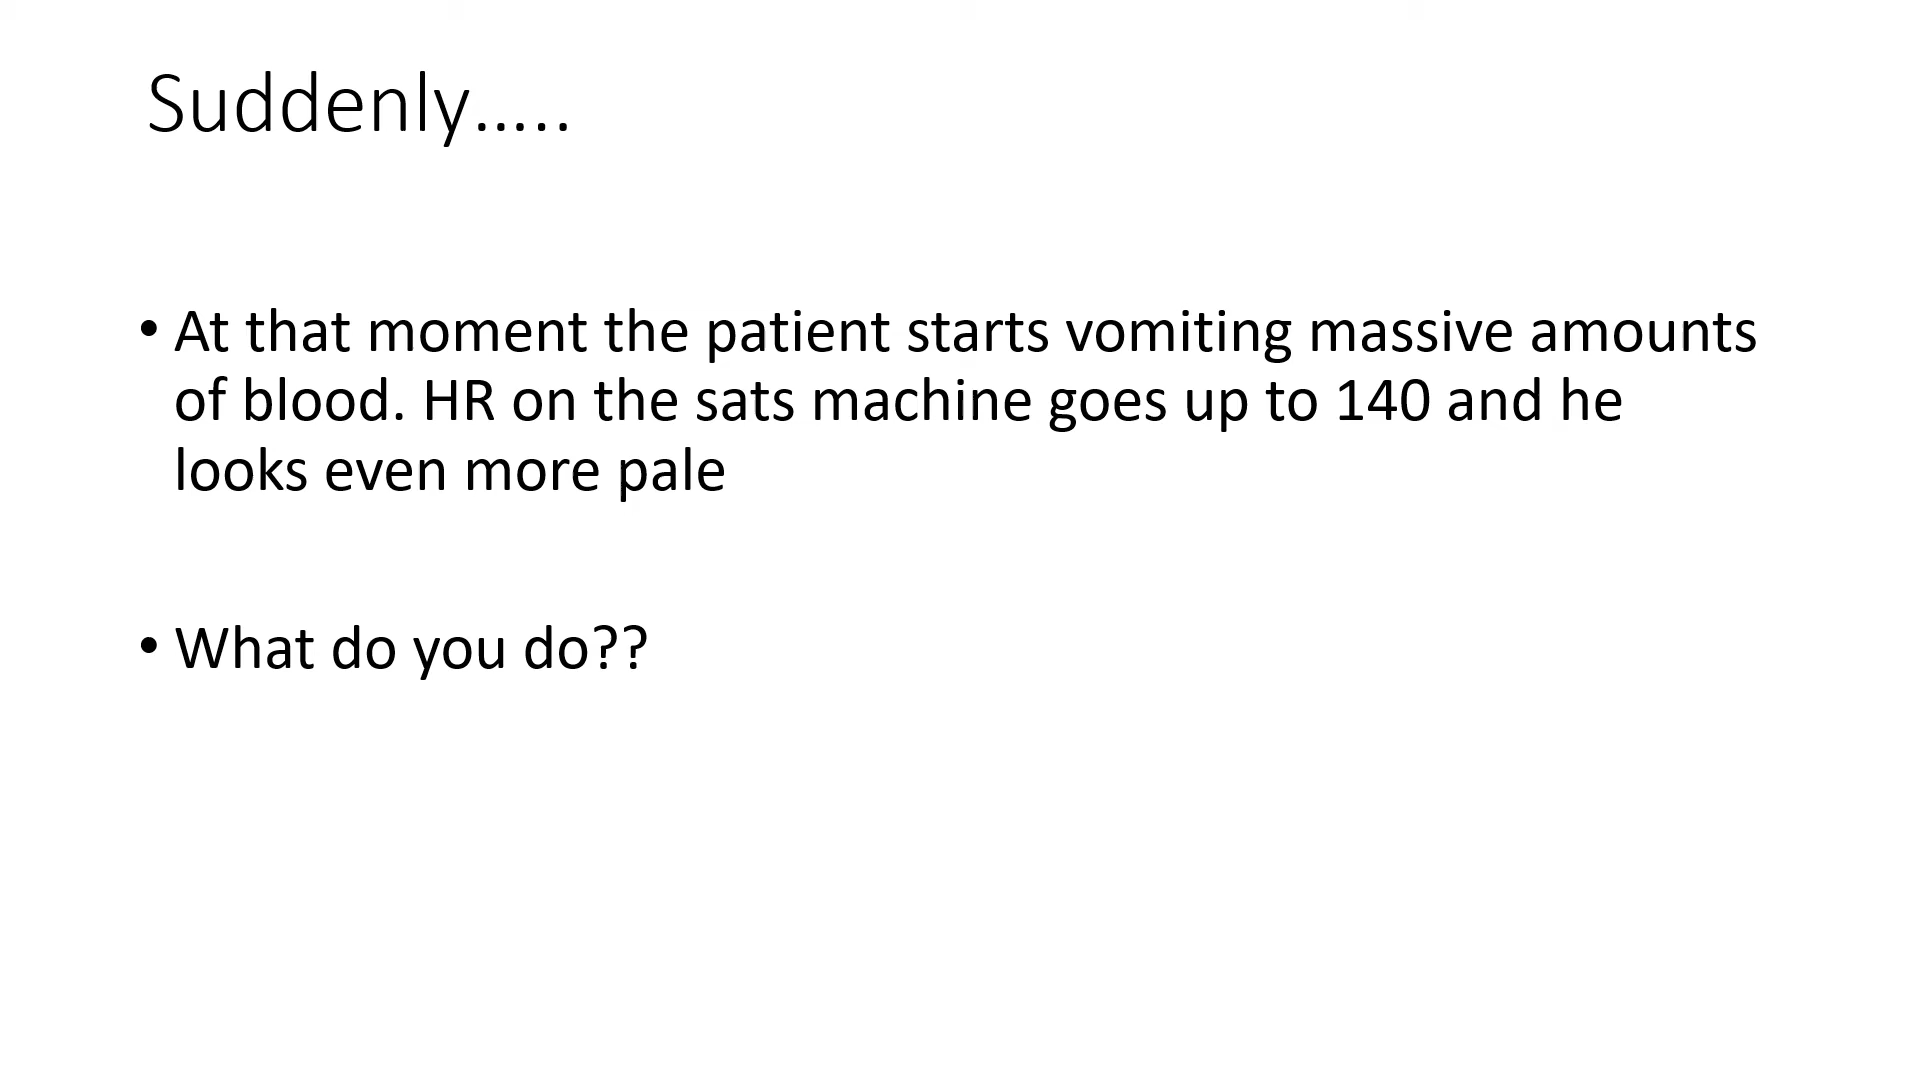 Suddenly…..
• At that moment the patient starts vomiting massive amounts
of blood. HR on the sats machine goes up to 140 and he
looks even more pale
• What do you do??